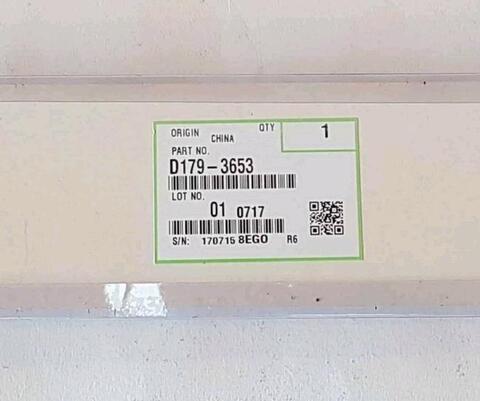 ORIGIN CHINA QTY 1
PART NO.
D179-3653
LOT NO.
01 0717
S/N: 170715 8EGO R6